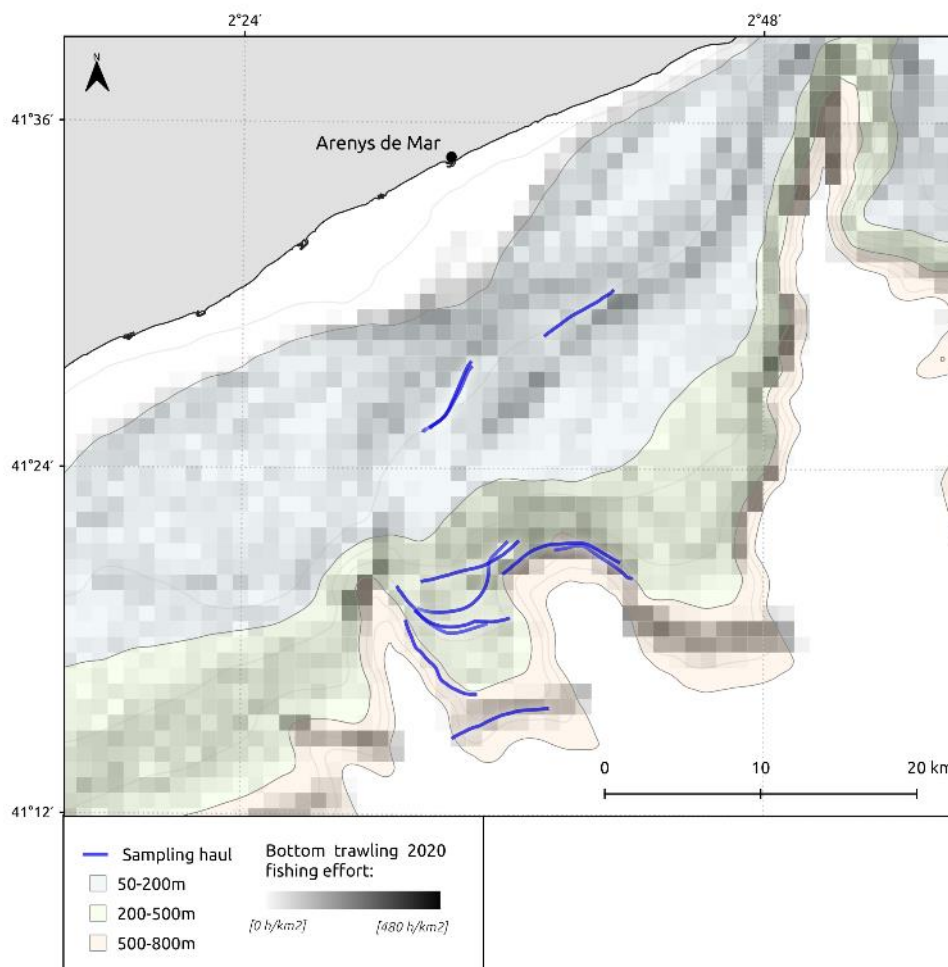 2°24′ 2°48′
N
41°36′
Arenys de Mar
41°24′
0 10 20 km
41°12′
Sampling haul
50-200m
200-500m
500-800m
Bottom trawling 2020
fishing effort:
[0 h/km2] [480 h/km2]